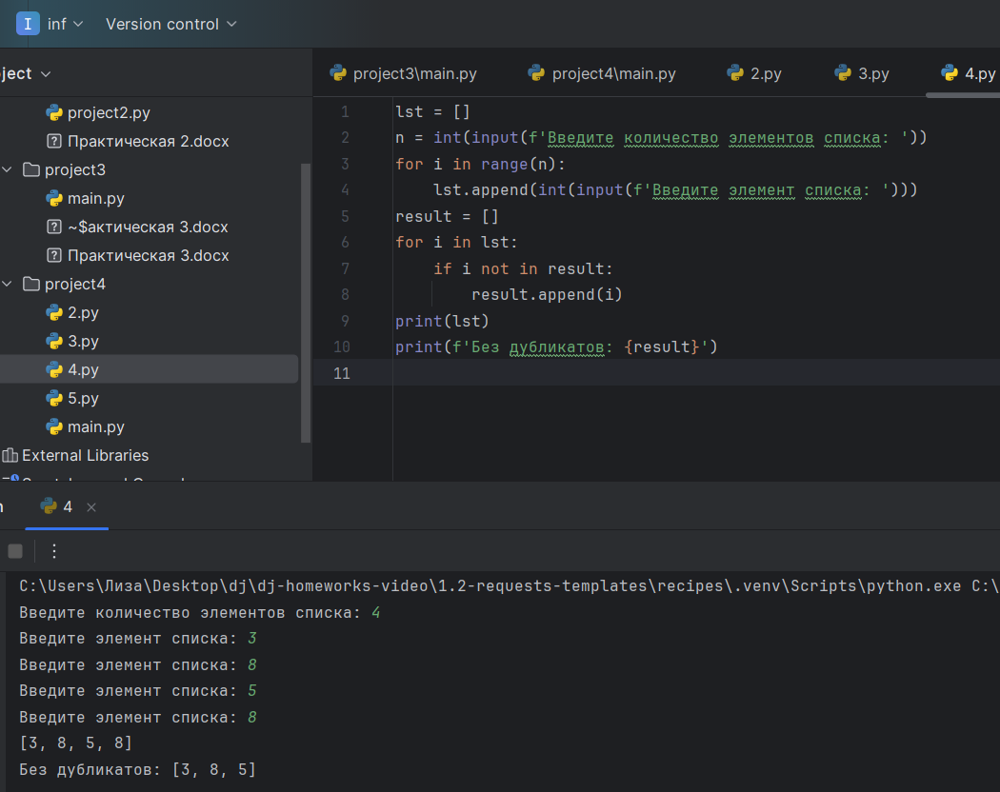 I inf Version control
ject
project3\main.py project4\main.py 2.py 3.py 4.py
project2.py
Практическая 2.docx
project3
main.py
~$актическая 3.docx
Практическая 3.docx
project4
2.py
3.py
4.py
5.py
main.py
External Libraries
1 lst = []
2 n = int(input(f'Введите количество элементов списка: '))
3 for i in range(n):
4 lst.append(int(input(f'Введите элемент списка: ')))
5 result = []
6 for i in lst:
7 if i not in result:
8 result.append(i)
9 print(lst)
10 print(f'Без дубликатов: {result}')
11
4
C:\Users\Лиза\Desktop\dj\dj-homeworks-video\1.2-requests-templates\recipes\.venv\Scripts\python.exe C:\
Введите количество элементов списка: 4
Введите элемент списка: 3
Введите элемент списка: 8
Введите элемент списка: 5
Введите элемент списка: 8
[3, 8, 5, 8]
Без дубликатов: [3, 8, 5]